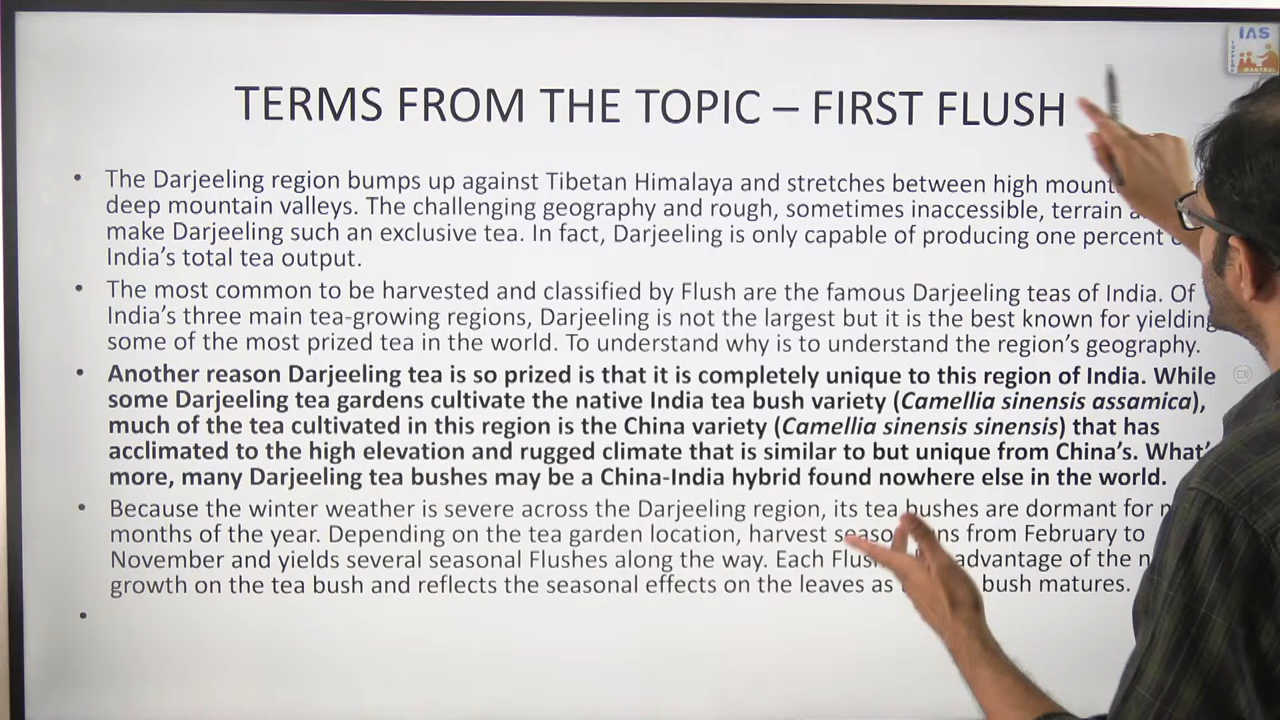 IAS
TOPPERS
MANTRA
TERMS FROM THE TOPIC – FIRST FLUSH
• The Darjeeling region bumps up against Tibetan Himalaya and stretches between high
deep mountain valleys. The challenging geography and rough, sometimes inaccessible, terrain
make Darjeeling such an exclusive tea. In fact, Darjeeling is only capable of producing one percent
India's total tea output.
• The most common to be harvested and classified by Flush are the famous Darjeeling teas of India. Of
India's three main tea-growing regions, Darjeeling is not the largest but it is the best known for yielding
some of the most prized tea in the world. To understand why is to understand the region's geography.
• Another reason Darjeeling tea is so prized is that it is completely unique to this region of India. While
some Darjeeling tea gardens cultivate the native India tea bush variety (Camellia sinensis assamica),
much of the tea cultivated in this region is the China variety (Camellia sinensis sinensis) that has
acclimated to the high elevation and rugged climate that is similar to but unique from China's. What'
more, many Darjeeling tea bushes may be a China-India hybrid found nowhere else in the world.
• Because the winter weather is severe across the Darjeeling region, its tea bushes are dormant for
months of the year. Depending on the tea garden location, harvest from February to
November and yields several seasonal Flushes along the way. Each advantage of the
growth on the tea bush and reflects the seasonal effects on the leaves as bush matures.
•